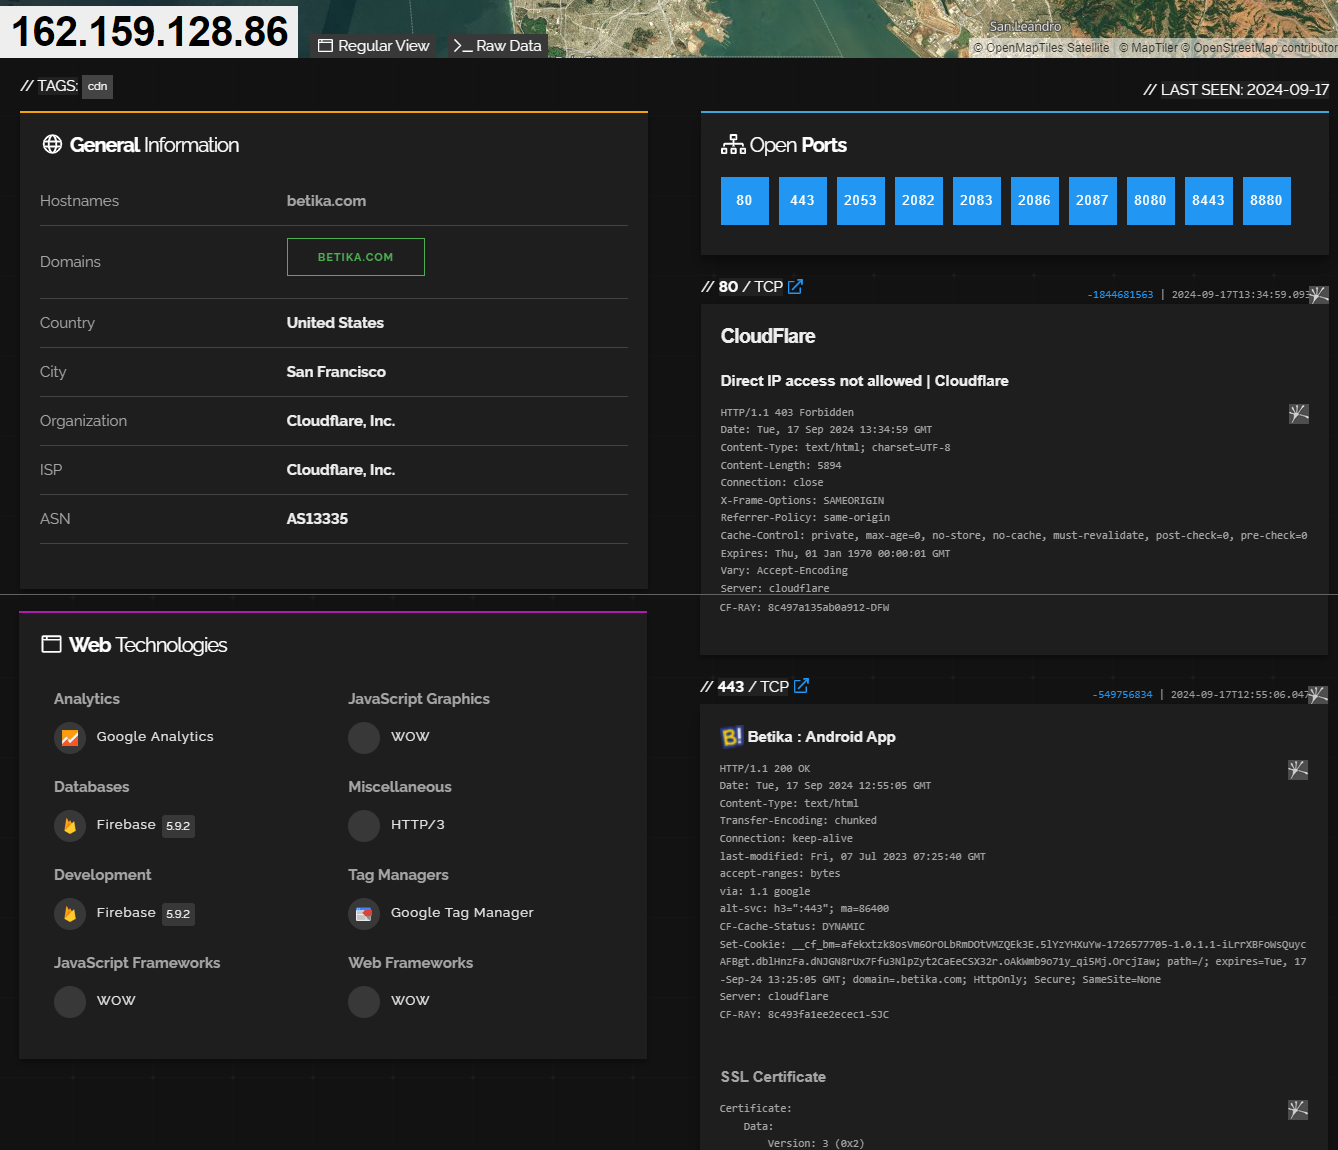 162.159.128.86
Regular View
>_ Raw Data
San Leandro
© OpenMapTiles Satellite © MapTiler © OpenStreetMap contributor
// TAGS: cdn
// LAST SEEN: 2024-09-17
General Information
Hostnames betika.com
Domains BETIKA.COM
Country United States
City San Francisco
Organization Cloudflare, Inc.
ISP Cloudflare, Inc.
ASN AS13335
Web Technologies
Analytics
Google Analytics
JavaScript Graphics
WOW
Databases
Firebase 5.9.2
Miscellaneous
HTTP/3
Development
Firebase 5.9.2
Tag Managers
Google Tag Manager
JavaScript Frameworks
WOW
Web Frameworks
WOW
Open Ports
80 443 2053 2082 2083 2086 2087 8080 8443 8880
// 80 / TCP
-1844681563 | 2024-09-17T13:34:59.093
CloudFlare
Direct IP access not allowed | Cloudflare
HTTP/1.1 403 Forbidden
Date: Tue, 17 Sep 2024 13:34:59 GMT
Content-Type: text/html; charset=UTF-8
Content-Length: 5894
Connection: close
X-Frame-Options: SAMEORIGIN
Referrer-Policy: same-origin
Cache-Control: private, max-age=0, no-store, no-cache, must-revalidate, post-check=0, pre-check=0
Expires: Thu, 01 Jan 1970 00:00:01 GMT
Vary: Accept-Encoding
Server: cloudflare
CF-RAY: 8c497a135ab0a912-DFW
// 443 / TCP
-549756834 | 2024-09-17T12:55:06.047
B! Betika : Android App
HTTP/1.1 200 OK
Date: Tue, 17 Sep 2024 12:55:05 GMT
Content-Type: text/html
Transfer-Encoding: chunked
Connection: keep-alive
last-modified: Fri, 07 Jul 2023 07:25:40 GMT
accept-ranges: bytes
via: 1.1 google
alt-svc: h3=":443"; ma=86400
CF-Cache-Status: DYNAMIC
Set-Cookie: __cf_bm=afekxtzk8osVm6OrOLbRmDOtVMZQEk3E.5lYzYHXuYw-1726577705-1.0.1.1-iLrrXBFoWsQuyc
AFBgt.dblHnzFa.dNJGN8rUx7Ffu3NlpZyt2CaEeCSX32r.oAkWmb9o71y_qi5Mj.OrcjIaw; path=/; expires=Tue, 17
-Sep-24 13:25:05 GMT; domain=.betika.com; HttpOnly; Secure; SameSite=None
Server: cloudflare
CF-RAY: 8c493fa1ee2ecec1-SJC
SSL Certificate
Certificate:
Data:
Version: 3 (0x2)